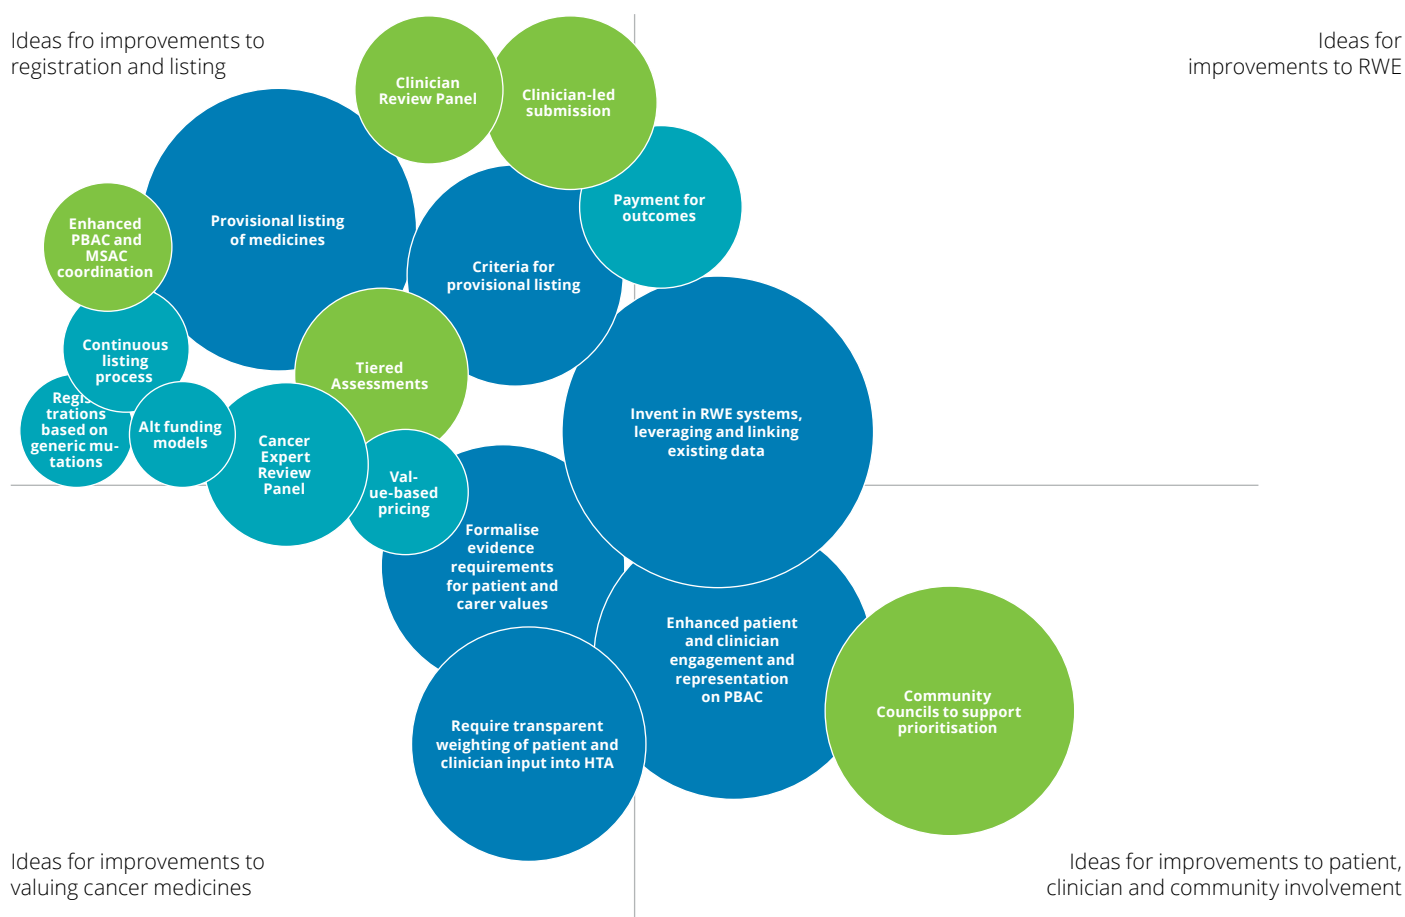 Ideas fro improvements to
registration and listing
Ideas for
improvements to RWE
Clinician
Review Panel
Clinician-led
submission
Payment for
outcomes
Provisional listing
of medicines
Enhanced
PBAC and
MSAC
coordination
Criteria for
provisional listing
Continuous
listing
process
Tiered
Assessments
Regis-
trations
based on
generic mu-
tations
Alt funding
models
Cancer
Expert
Review
Panel
Val-
ue-based
pricing
Invent in RWE systems,
leveraging and linking
existing data
Formalise
evidence
requirements
for patient and
carer values
Enhanced patient
and clinician
engagement and
representation
on PBAC
Community
Councils to support
prioritisation
Require transparent
weighting of patient and
clinician input into HTA
Ideas for improvements to
valuing cancer medicines
Ideas for improvements to patient,
clinician and community involvement